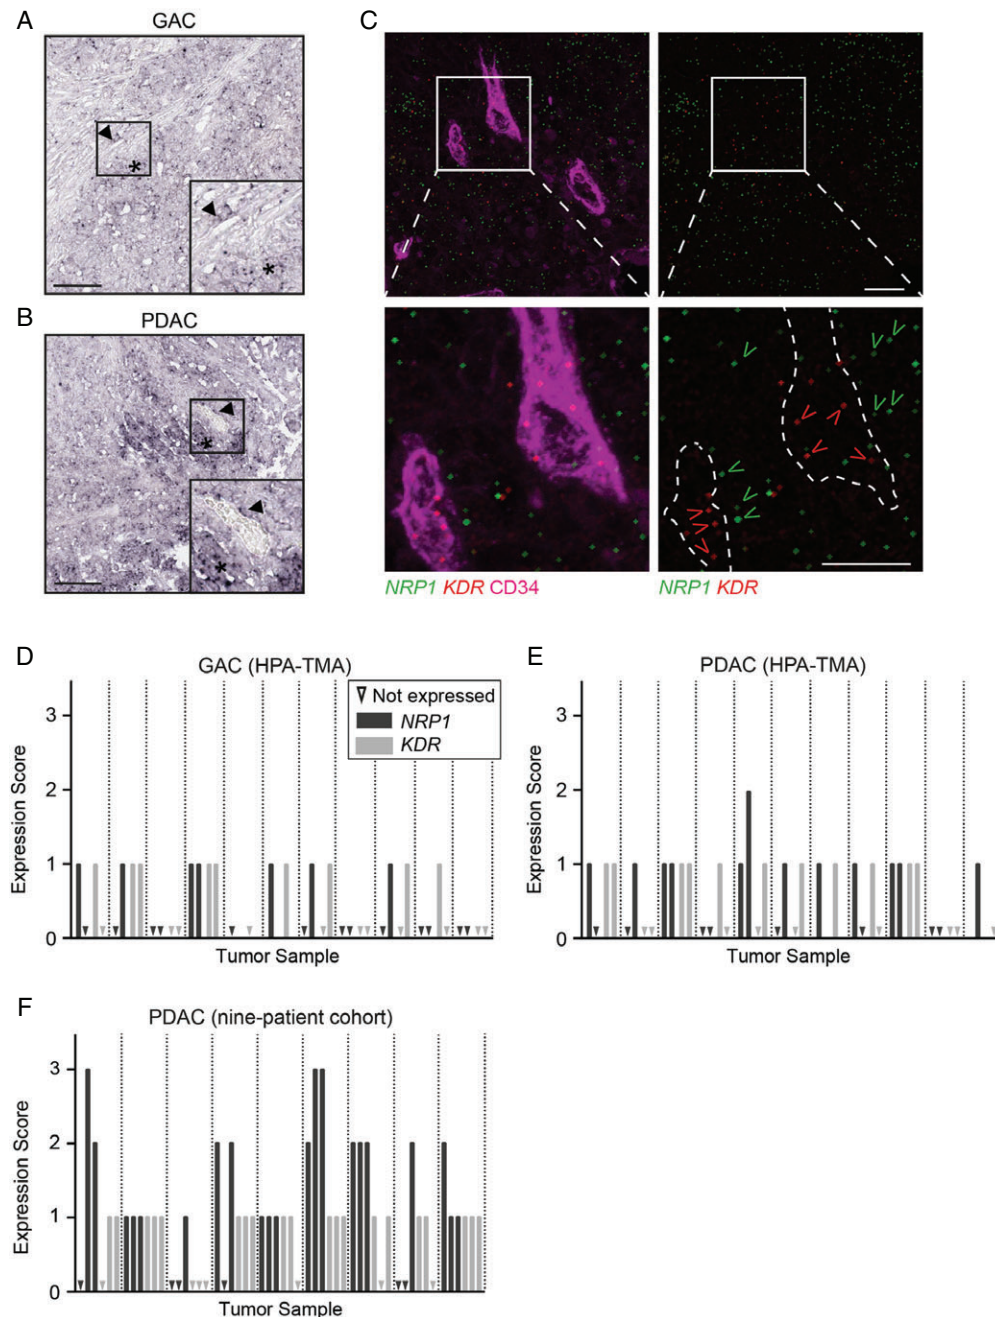 A
GAC
*
*
B
PDAC
*
*
C
NRP1 KDR CD34
NRP1 KDR
D
GAC (HPA-TMA)
Not expressed
NRP1
KDR
Expression Score
3
2
1
0
Tumor Sample
E
PDAC (HPA-TMA)
Expression Score
3
2
1
0
Tumor Sample
F
PDAC (nine-patient cohort)
Expression Score
3
2
1
0
Tumor Sample